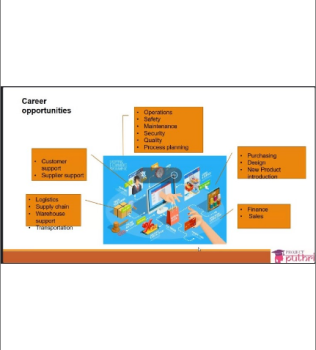 Career
opportunities
• Operations
• Safety
• Maintenance
• Security
• Quality
• Process planning
• Customer
support
• Supplier support
• Purchasing
• Design
• New Product
introduction
• Logistics
• Supply chain
• Warehouse
support
• Transportation
• Finance
• Sales
PROJECT
puthri